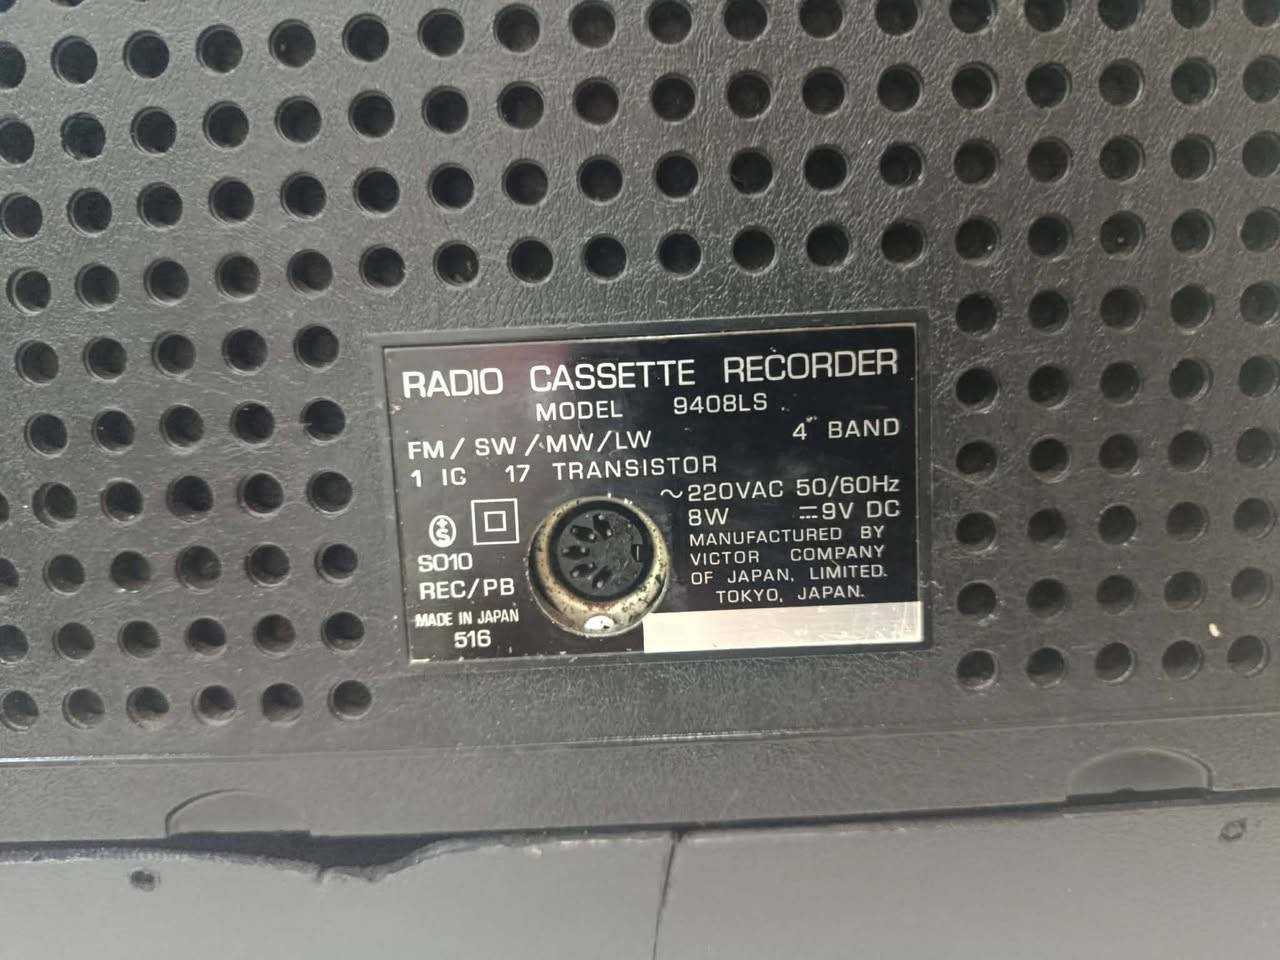 RADIO CASSETTE RECORDER
MODEL 9408LS
FM / SW / MW / LW 4 BAND
1 IC 17 TRANSISTOR
~220VAC 50/60Hz
8W ⎓9V DC
MANUFACTURED BY
VICTOR COMPANY
OF JAPAN, LIMITED.
TOKYO, JAPAN.
S
SO10
REC/PB
MADE IN JAPAN
516